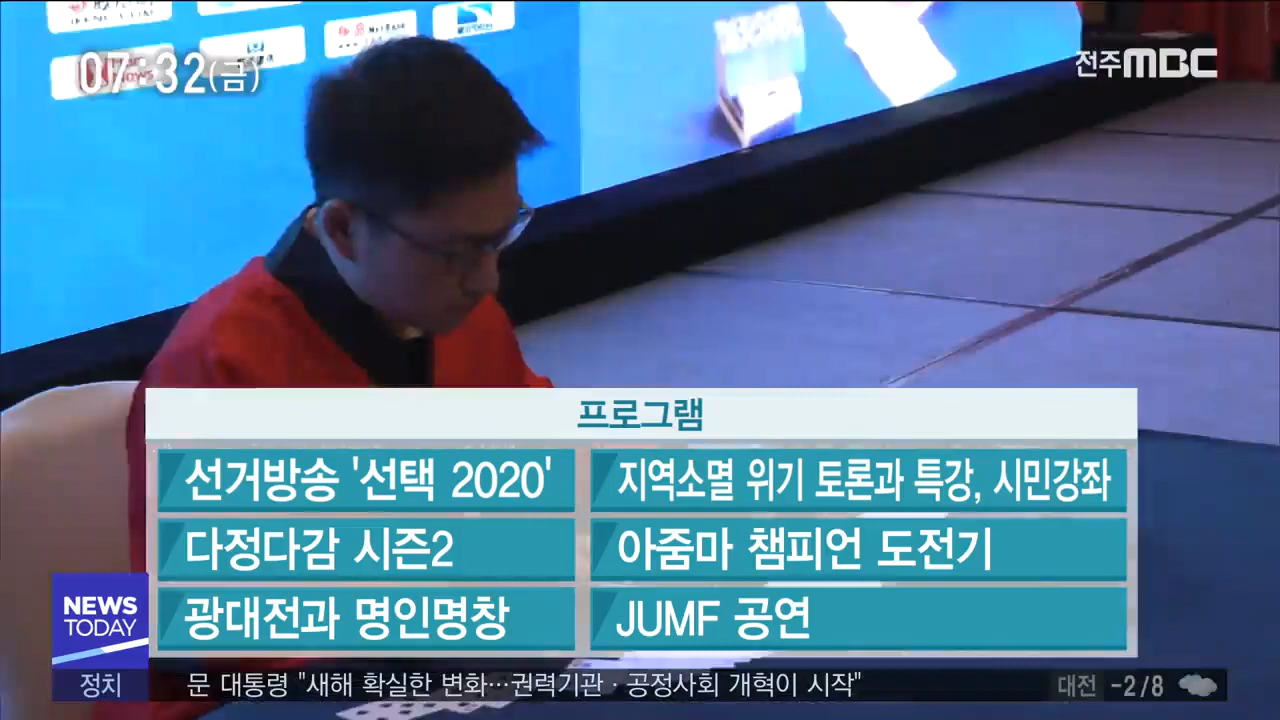 07:32(금)
전주MBC
프로그램
선거방송 '선택 2020'
지역소멸 위기 토론과 특강, 시민강좌
다정다감 시즌2
아줌마 챔피언 도전기
광대전과 명인명창
JUMF 공연
NEWS
TODAY
정치
문 대통령 "새해 확실한 변화…권력기관·공정사회 개혁이 시작"
대전 -2/8